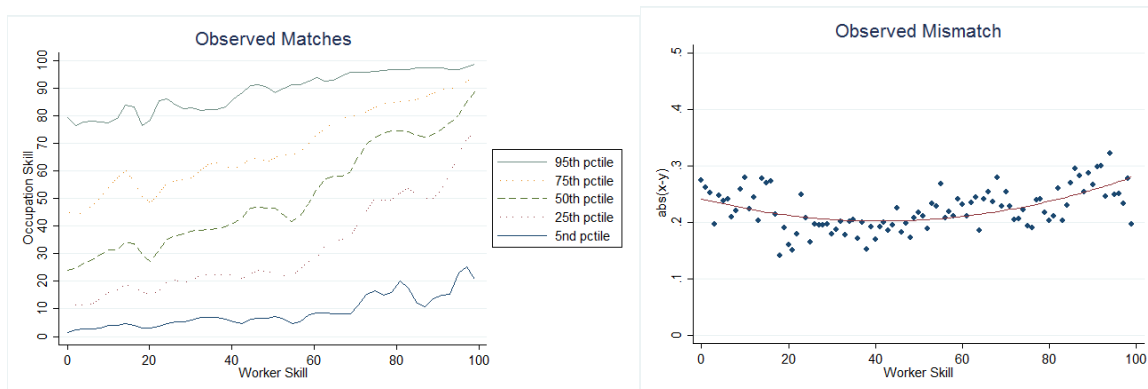 Observed Matches
Occupation Skill
100
90
80
70
60
50
40
30
20
10
0
0 20 40 60 80 100
Worker Skill
95th pctile
75th pctile
50th pctile
25th pctile
5nd pctile
Observed Mismatch
abs(x-y)
.5
.4
.3
.2
.1
0
0 20 40 60 80 100
Worker Skill